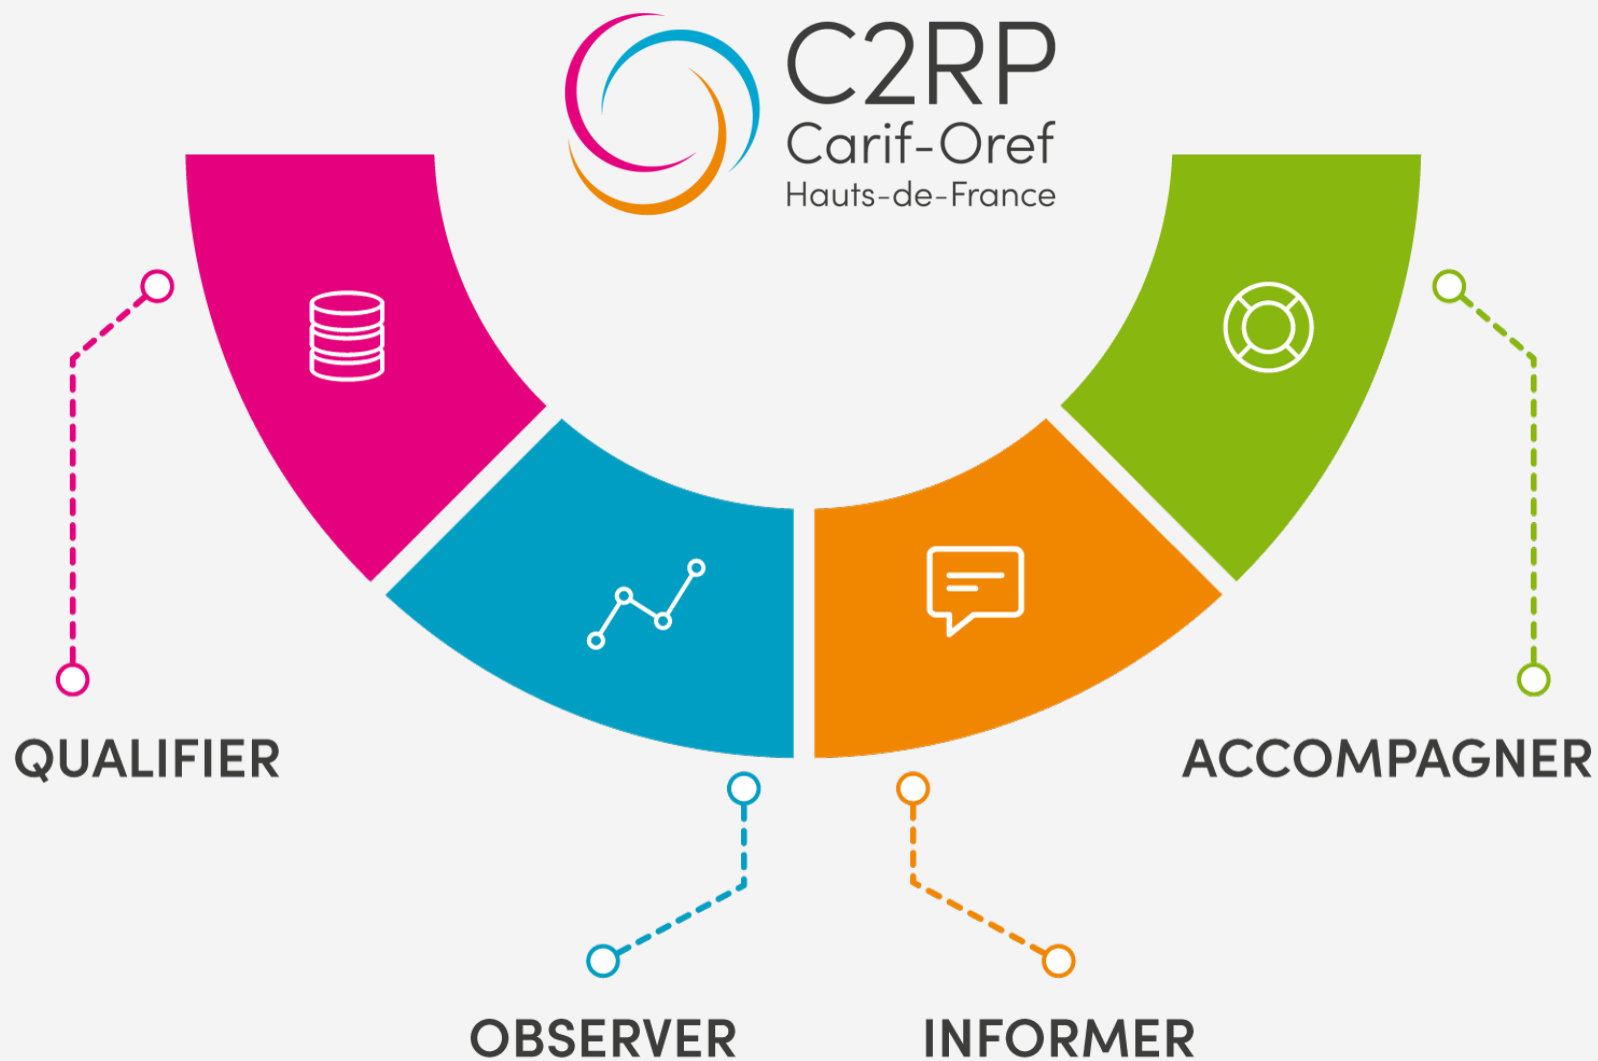 C2RP
Carif-Oref
Hauts-de-France
QUALIFIER
ACCOMPAGNER
OBSERVER
INFORMER